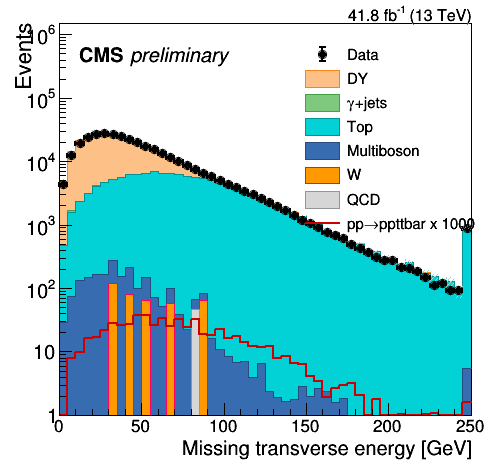 41.8 fb⁻¹ (13 TeV)
Events
CMS preliminary
Data
DY
γ+jets
Top
Multiboson
W
QCD
pp→ppttbar x 1000
10⁶
10⁵
10⁴
10³
10²
10
1
0 50 100 150 200 250
Missing transverse energy [GeV]